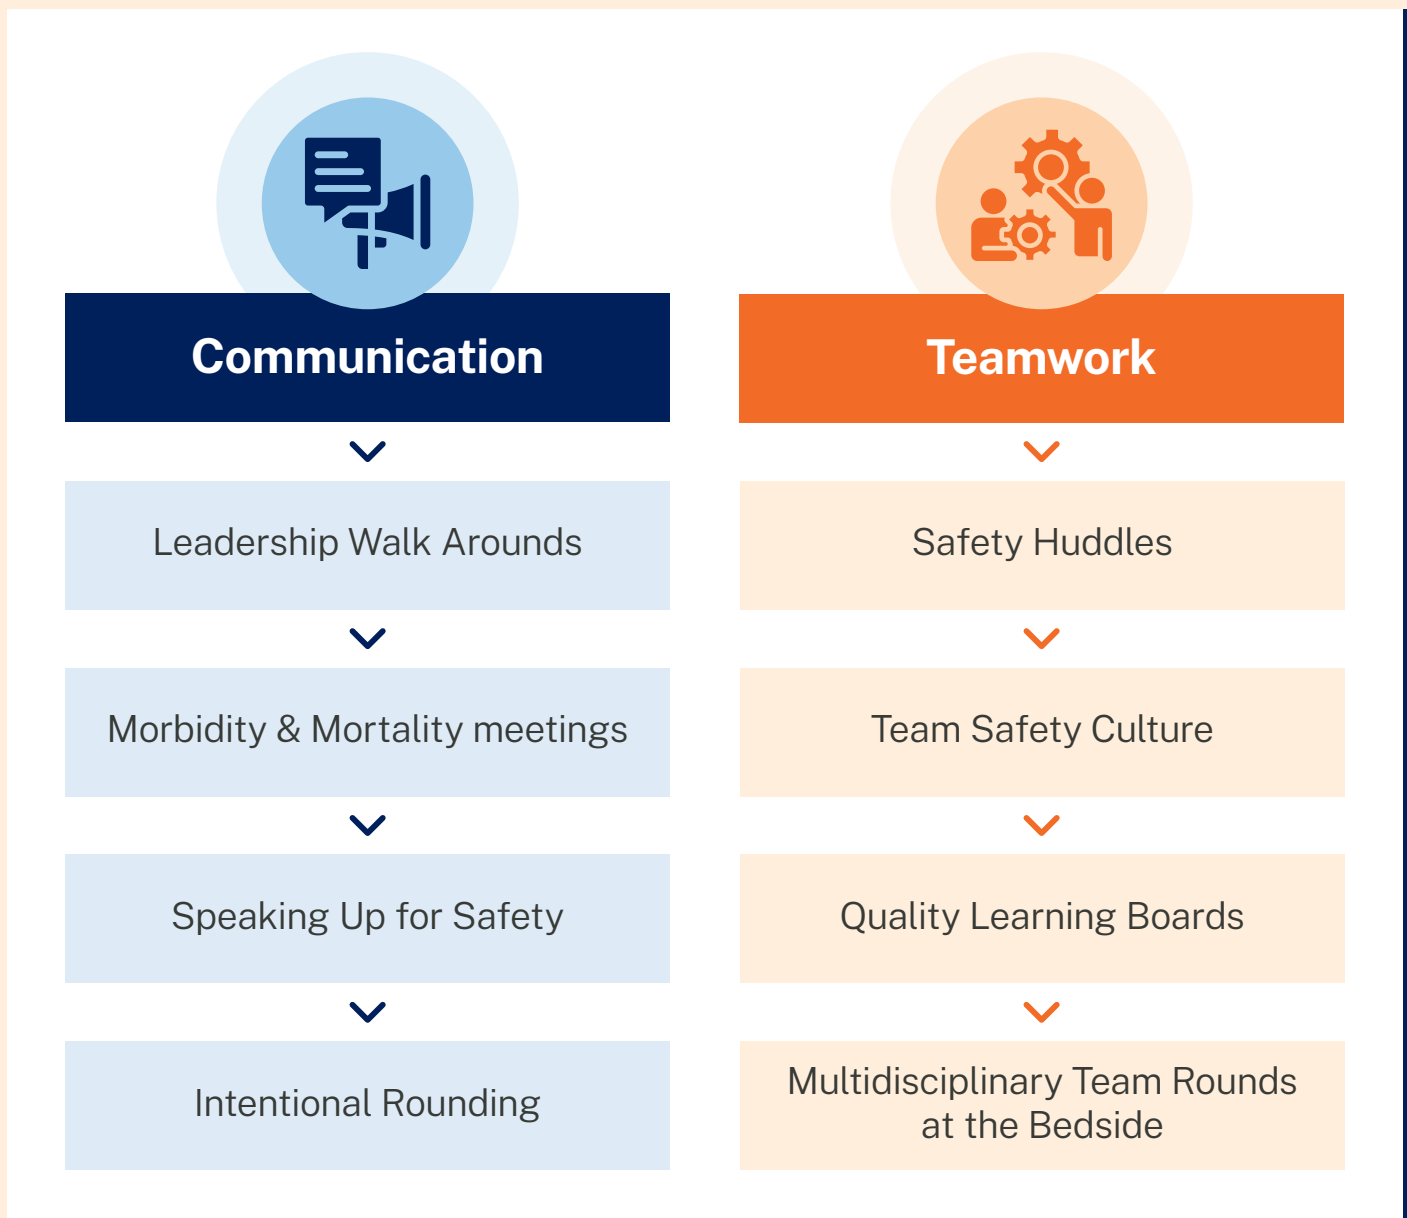 Communication
Leadership Walk Arounds
Morbidity & Mortality meetings
Speaking Up for Safety
Intentional Rounding
Teamwork
Safety Huddles
Team Safety Culture
Quality Learning Boards
Multidisciplinary Team Rounds
at the Bedside